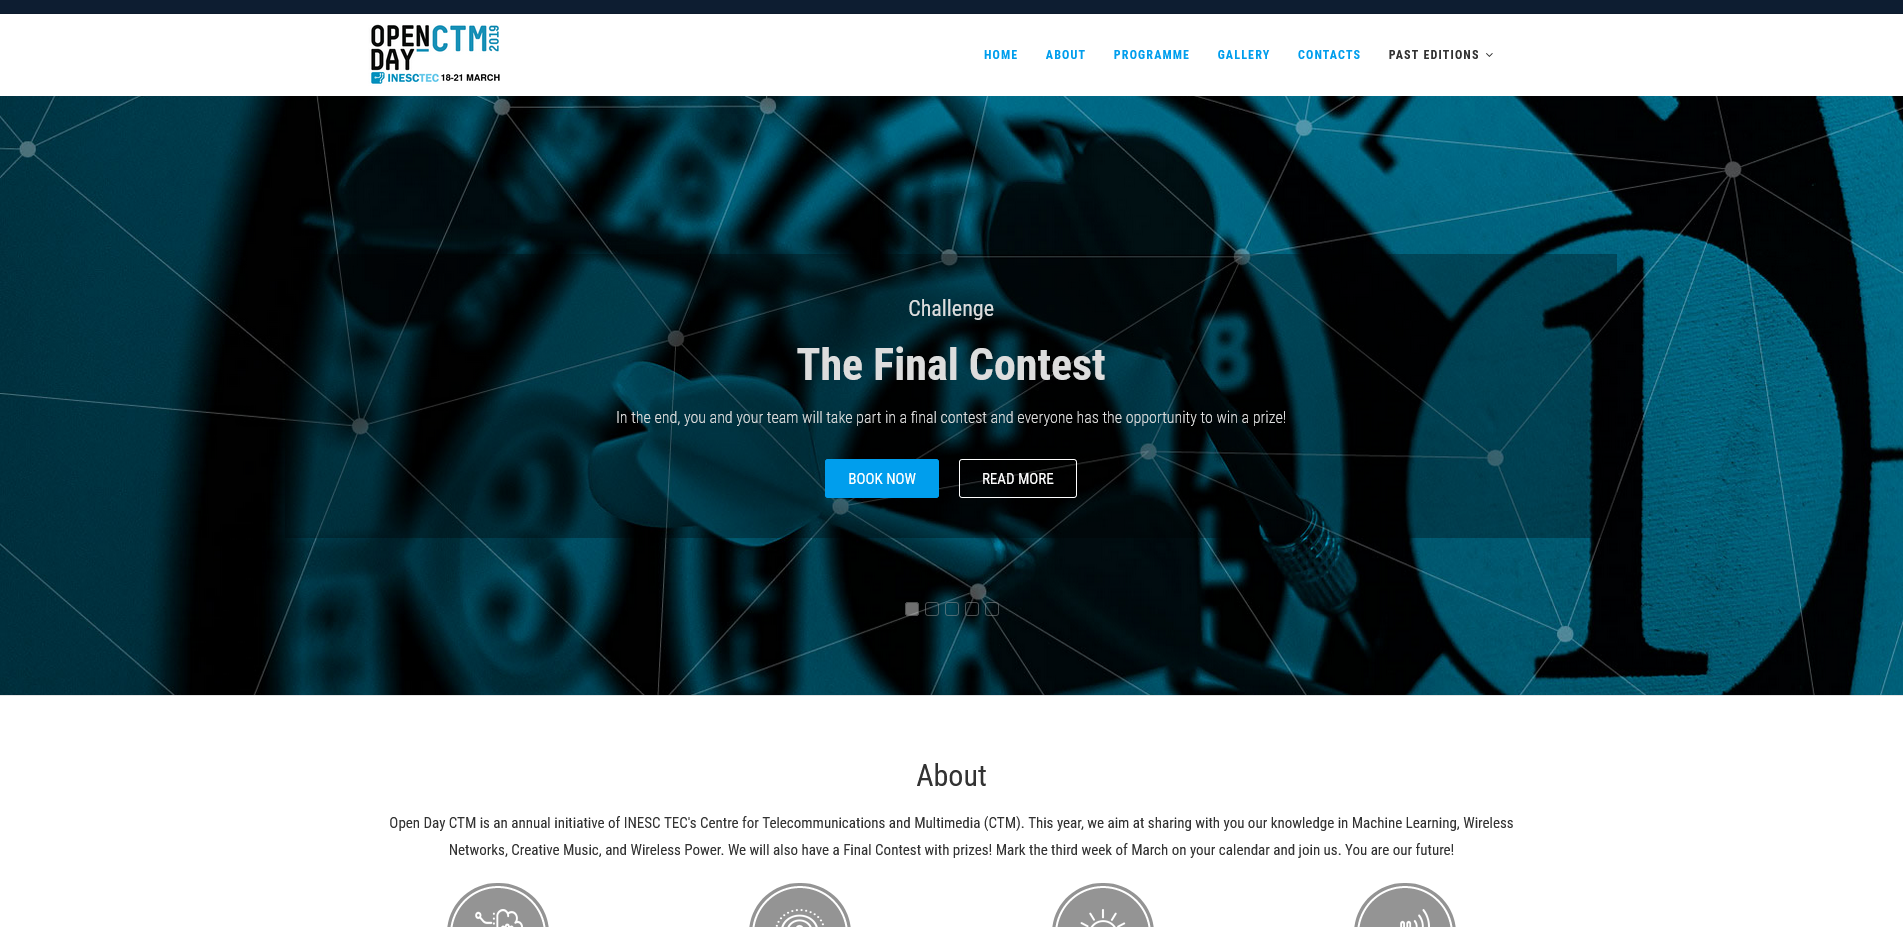 OPEN CTM 2019
DAY
INESCTEC 18-21 MARCH
HOME ABOUT PROGRAMME GALLERY CONTACTS PAST EDITIONS
Challenge
The Final Contest
In the end, you and your team will take part in a final contest and everyone has the opportunity to win a prize!
BOOK NOW READ MORE
8
1
About
Open Day CTM is an annual initiative of INESC TEC's Centre for Telecommunications and Multimedia (CTM). This year, we aim at sharing with you our knowledge in Machine Learning, Wireless
Networks, Creative Music, and Wireless Power. We will also have a Final Contest with prizes! Mark the third week of March on your calendar and join us. You are our future!